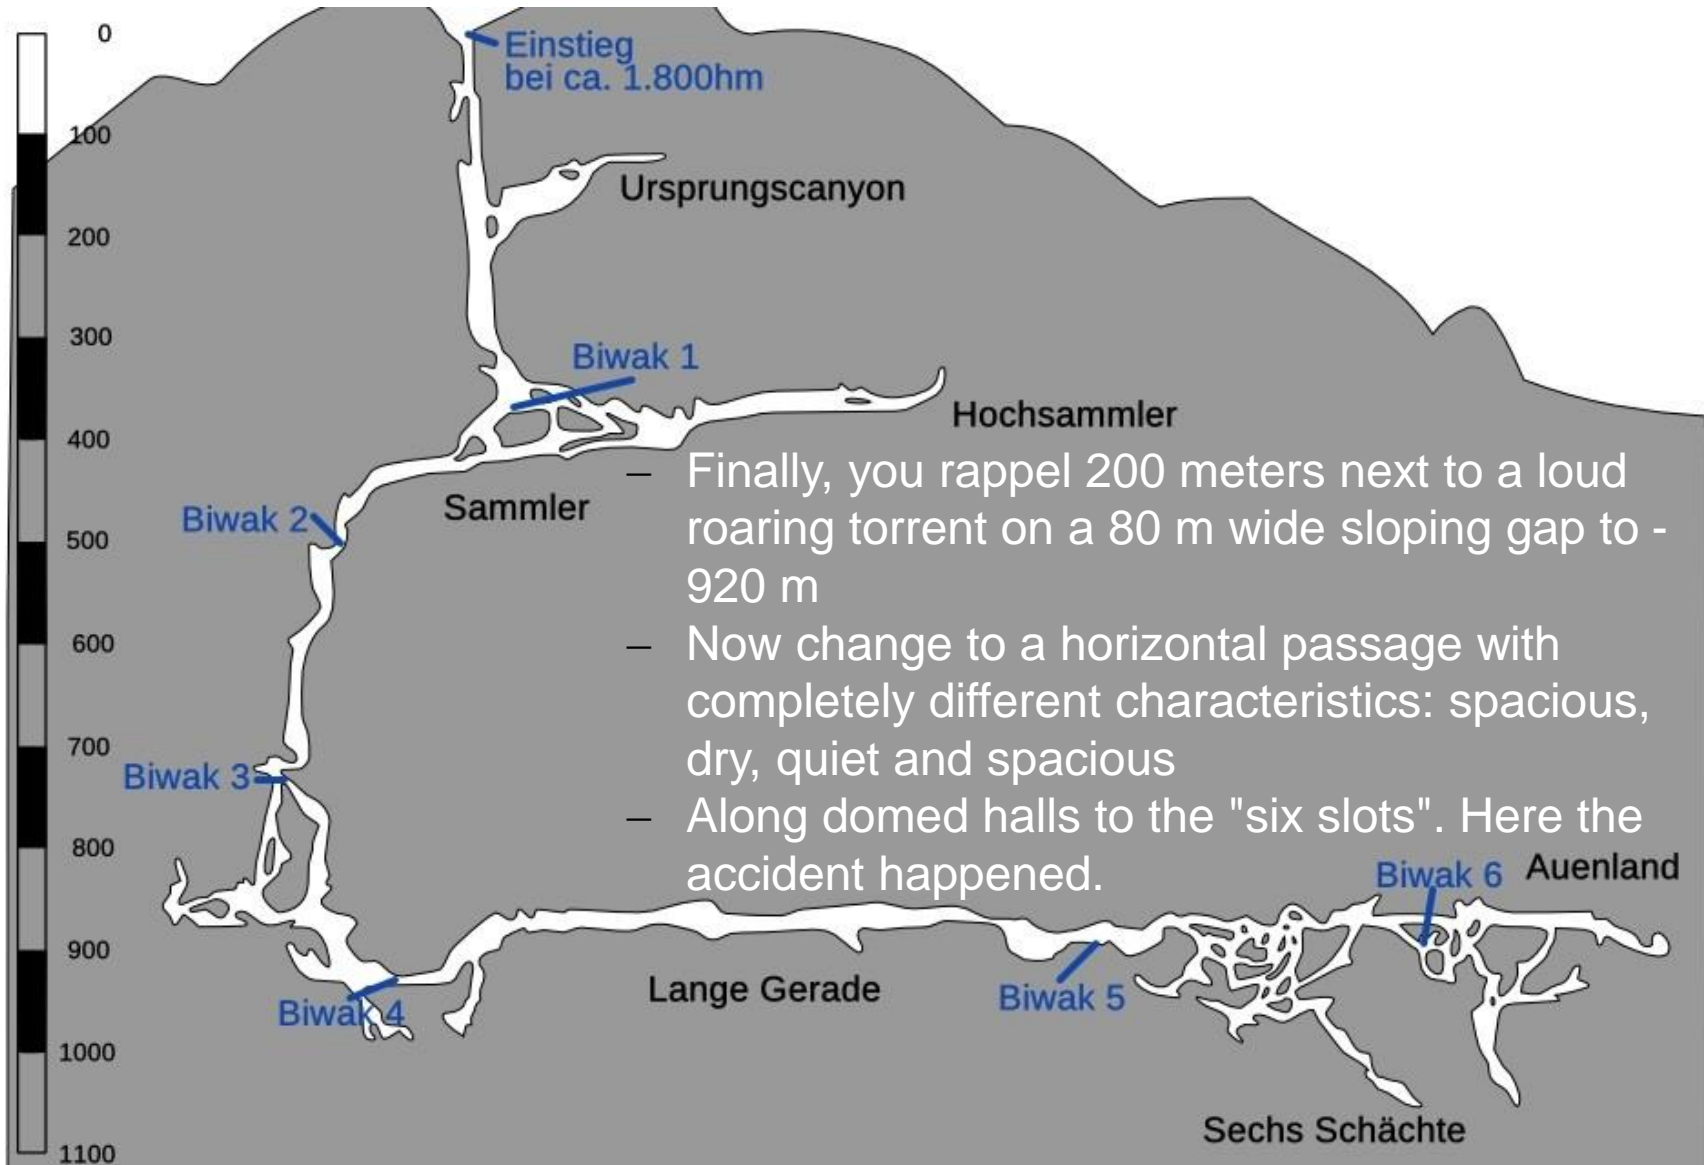 0
100
200
300
400
500
600
700
800
900
1000
1100
Einstieg
bei ca. 1.800hm
Ursprungscanyon
Biwak 1
Hochsammler
Sammler
Biwak 2
– Finally, you rappel 200 meters next to a loud
roaring torrent on a 80 m wide sloping gap to -
920 m
– Now change to a horizontal passage with
completely different characteristics: spacious,
dry, quiet and spacious
– Along domed halls to the "six slots". Here the
accident happened.
Biwak 3
Biwak 6
Auenland
Biwak 4
Lange Gerade
Biwak 5
Sechs Schächte